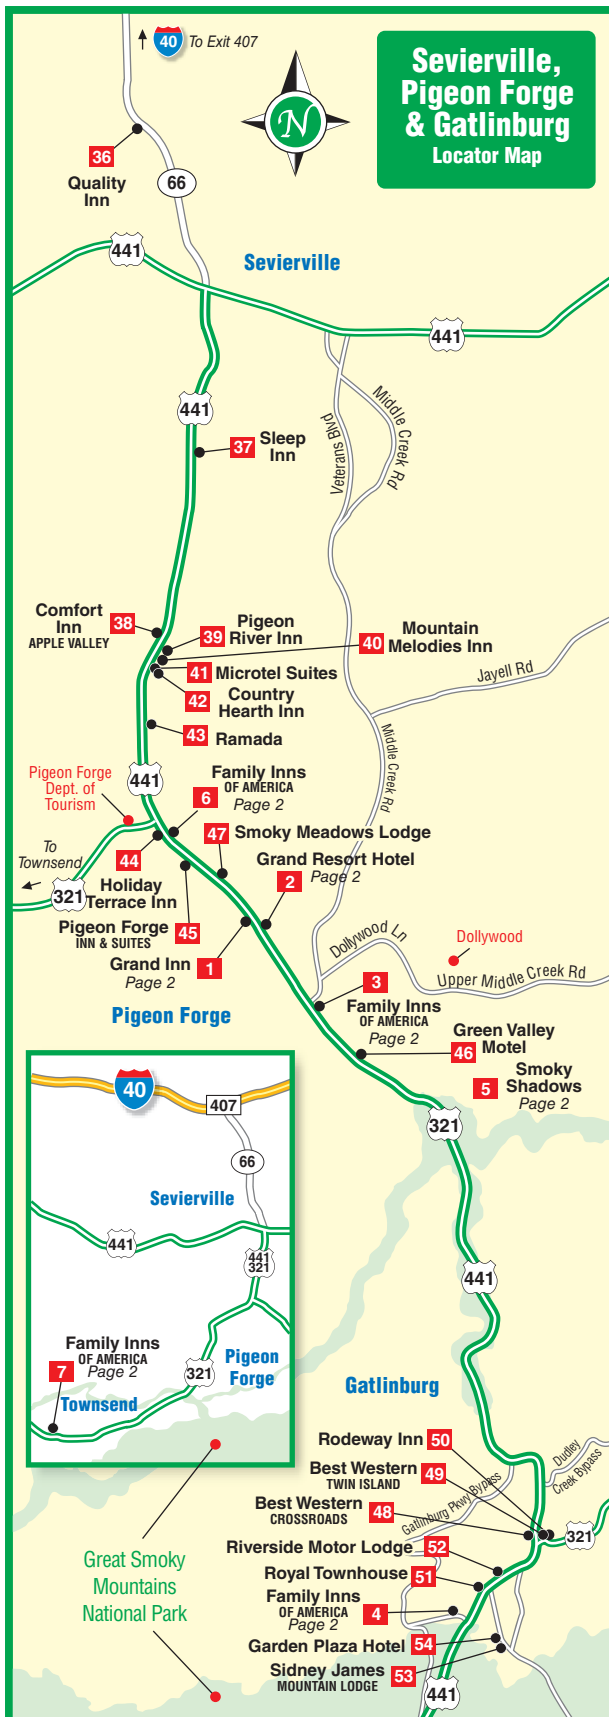 Sevierville,
Pigeon Forge
& Gatlinburg
Locator Map
40 To Exit 407
N
36
Quality
Inn
66
441
Sevierville
441
441
37 Sleep
Inn
Veterans Blvd
Middle Creek Rd
Comfort
Inn
APPLE VALLEY
38
39 Pigeon
River Inn
40 Mountain
Melodies Inn
41 Microtel Suites
42 Country
Hearth Inn
Jayell Rd
43 Ramada
Middle Creek Rd
441
Pigeon Forge
Dept. of
Tourism
6 Family Inns
OF AMERICA
Page 2
47 Smoky Meadows Lodge
To
Townsend
321
44
Holiday
Terrace Inn
2 Grand Resort Hotel
Page 2
Pigeon Forge
INN & SUITES
45
Grand Inn
Page 2
1
Dollywood Ln
Dollywood
Upper Middle Creek Rd
Pigeon Forge
3
Family Inns
OF AMERICA
Page 2
46 Green Valley
Motel
5 Smoky
Shadows
Page 2
321
441
40
407
66
Sevierville
441
441
321
Family Inns
OF AMERICA
Page 2
7
321
Pigeon
Forge
Townsend
Gatlinburg
Rodeway Inn 50
Best Western
TWIN ISLAND
49
Dudley
Creek Bypass
Gatlinburg Pkwy Bypass
Best Western
CROSSROADS
48
321
Riverside Motor Lodge 52
Royal Townhouse 51
Family Inns
OF AMERICA
Page 2
4
Garden Plaza Hotel 54
Sidney James
MOUNTAIN LODGE
53
441
Great Smoky
Mountains
National Park